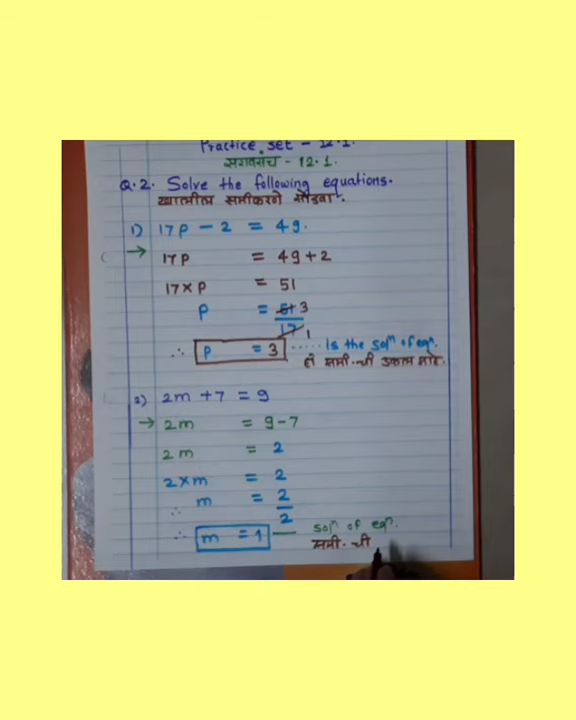 Practice set - 12.1.
सरावसंच - 12.1.
Q.2. Solve the following equations.
खालील समीकरणे सोडवा.
1) 17P - 2 = 49.
→ 17P = 49+2
17×P = 51
P = 51 3
17 1
∴ P = 3 ..... is the solⁿ of eqⁿ.
ही समी. ची उकल आहे.
2) 2m + 7 = 9
→ 2m = 9-7
2m = 2
2×m = 2
∴ m = 2
2
∴ m = 1 — solⁿ of eqⁿ.
समी. ची